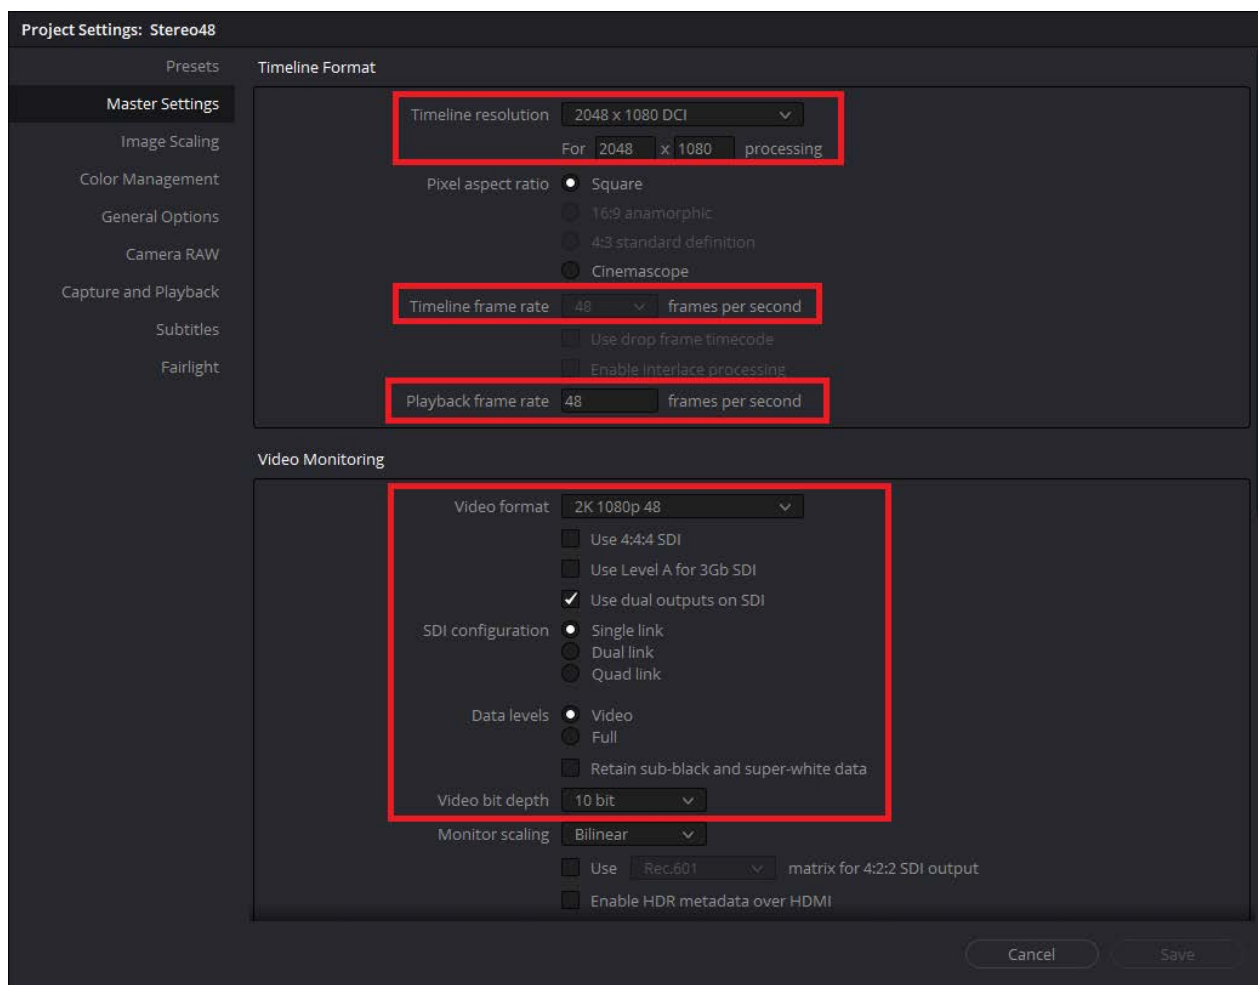 Project Settings: Stereo48
Presets
Master Settings
Image Scaling
Color Management
General Options
Camera RAW
Capture and Playback
Subtitles
Fairlight
Timeline Format
Timeline resolution 2048 x 1080 DCI
For 2048 x 1080 processing
Pixel aspect ratio Square
16:9 anamorphic
4:3 standard definition
Cinemascope
Timeline frame rate 48 frames per second
Use drop frame timecode
Enable interlace processing
Playback frame rate 48 frames per second
Video Monitoring
Video format 2K 1080p 48
Use 4:4:4 SDI
Use Level A for 3Gb SDI
Use dual outputs on SDI
SDI configuration Single link
Dual link
Quad link
Data levels Video
Full
Retain sub-black and super-white data
Video bit depth 10 bit
Monitor scaling Bilinear
Use Rec.601 matrix for 4:2:2 SDI output
Enable HDR metadata over HDMI
Cancel Save